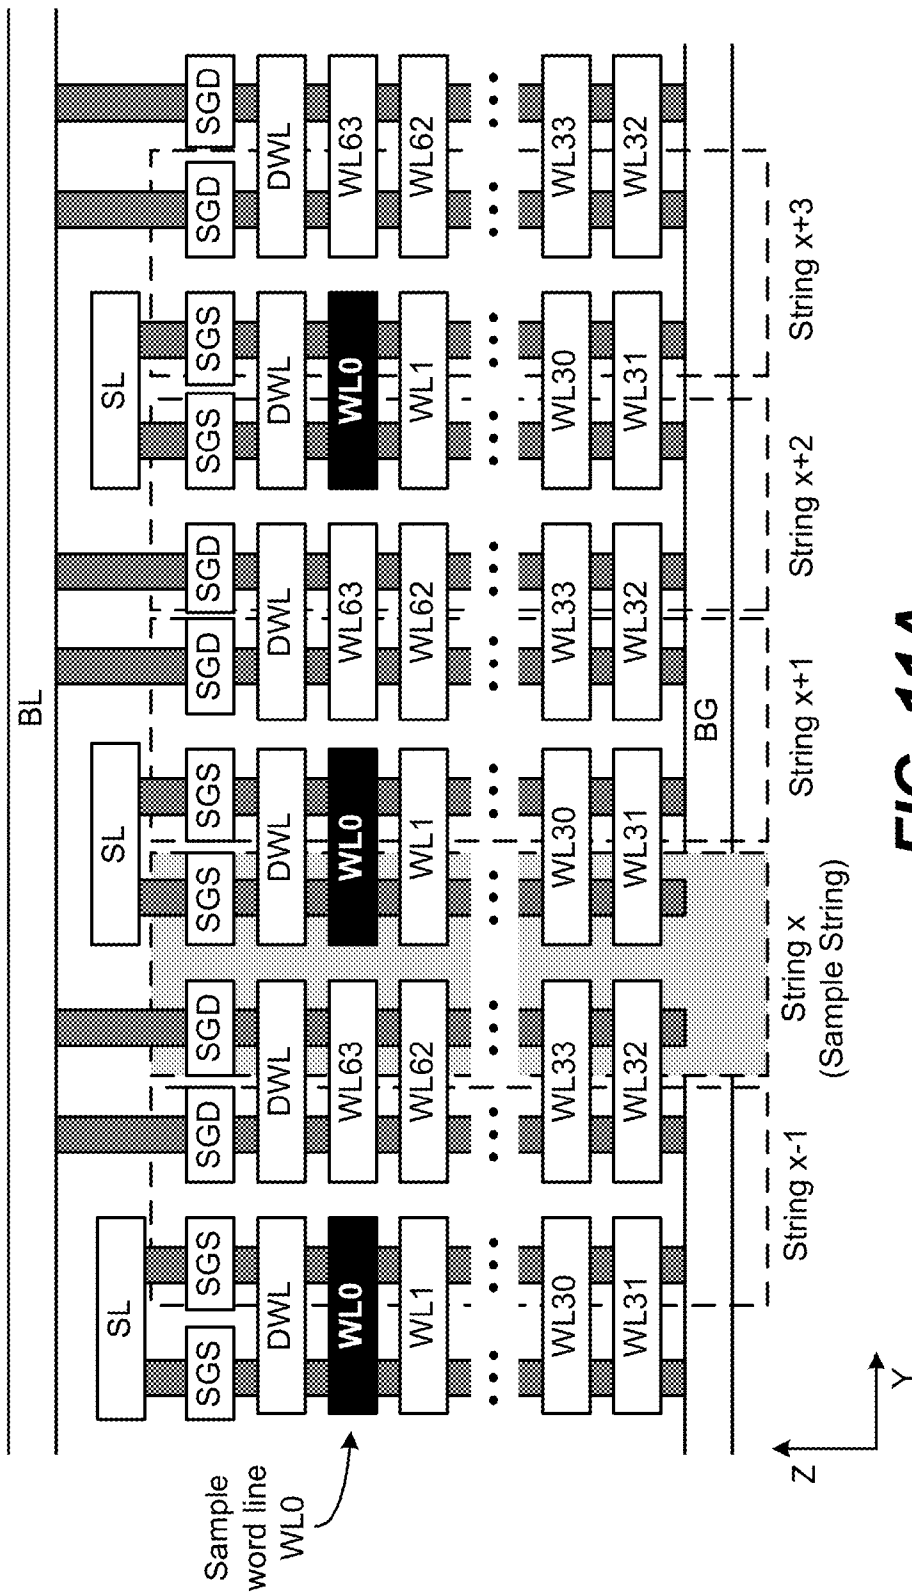 BL
SL SL SL
SGS SGS SGD SGD SGS SGS SGD SGD SGS SGS SGD SGD
DWL DWL DWL DWL DWL DWL
Sample
word line
WL0
WL0 WL63 WL0 WL63 WL0 WL63
WL1 WL62 WL1 WL62 WL1 WL62
WL30 WL33 WL30 WL33 WL30 WL33
WL31 WL32 WL31 WL32 WL31 WL32
BG
Z
Y
String x-1
String x
(Sample String)
String x+1
String x+2
String x+3
FIG. 11A